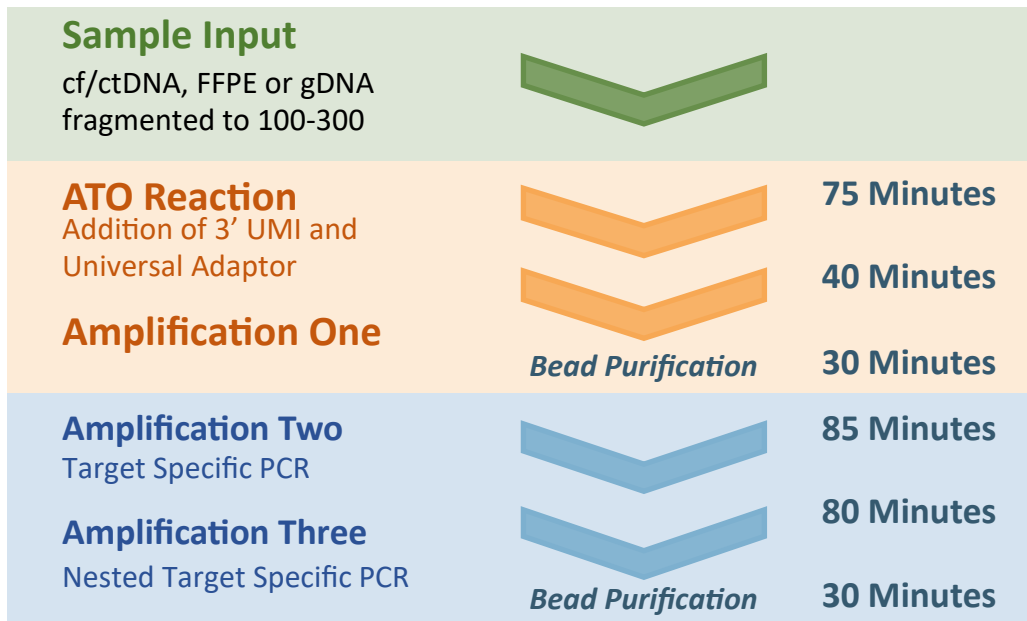 Sample Input
cf/ctDNA, FFPE or gDNA
fragmented to 100-300
ATO Reaction
75 Minutes
Addition of 3’ UMI and
Universal Adaptor
40 Minutes
Amplification One
Bead Purification
30 Minutes
Amplification Two
85 Minutes
Target Specific PCR
Amplification Three
80 Minutes
Nested Target Specific PCR
Bead Purification
30 Minutes